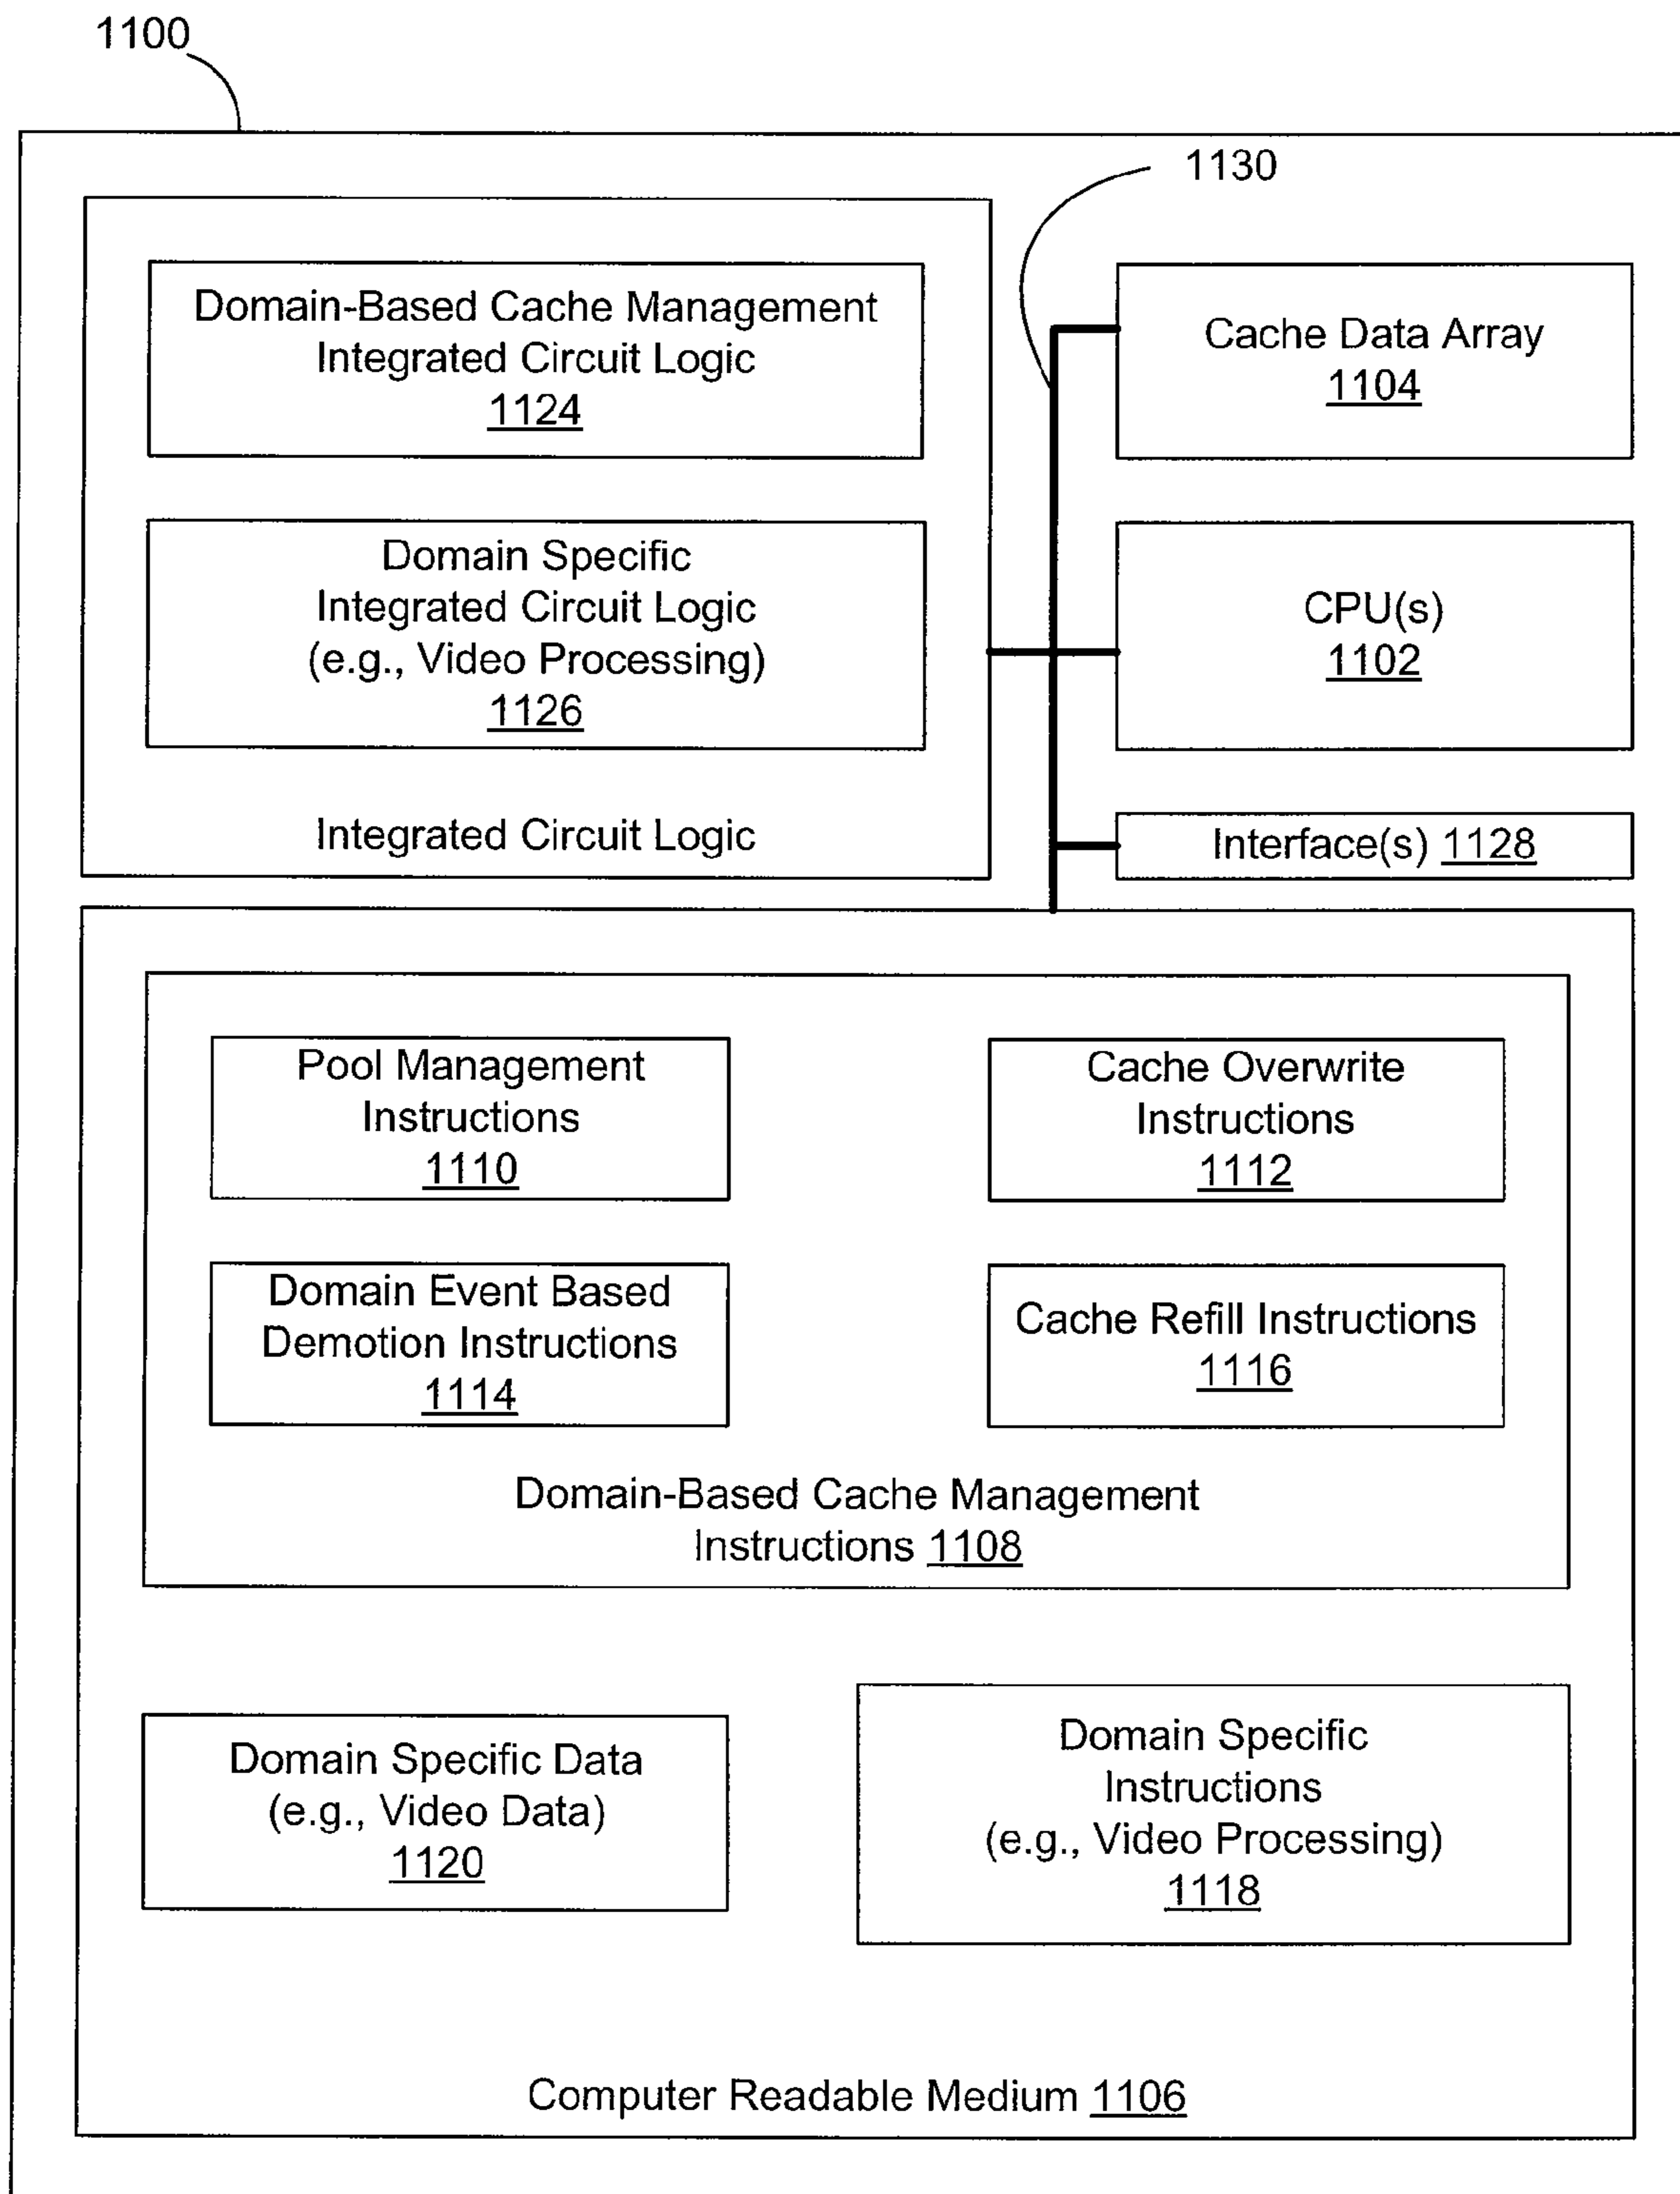 1100
1130
Domain-Based Cache Management
Integrated Circuit Logic
1124
Domain Specific
Integrated Circuit Logic
(e.g., Video Processing)
1126
Integrated Circuit Logic
Cache Data Array
1104
CPU(s)
1102
Interface(s) 1128
Pool Management
Instructions
1110
Cache Overwrite
Instructions
1112
Domain Event Based
Demotion Instructions
1114
Cache Refill Instructions
1116
Domain-Based Cache Management
Instructions 1108
Domain Specific Data
(e.g., Video Data)
1120
Domain Specific
Instructions
(e.g., Video Processing)
1118
Computer Readable Medium 1106